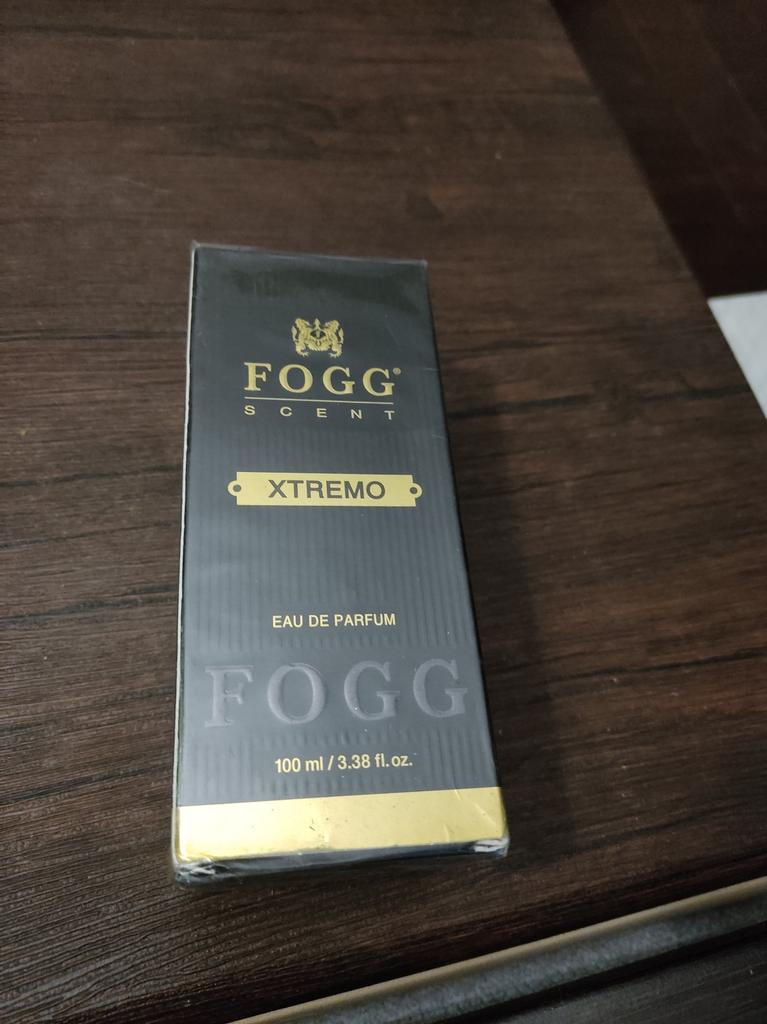 FOGG®
SCENT
XTREMO
EAU DE PARFUM
FOGG
100 ml / 3.38 fl. oz.